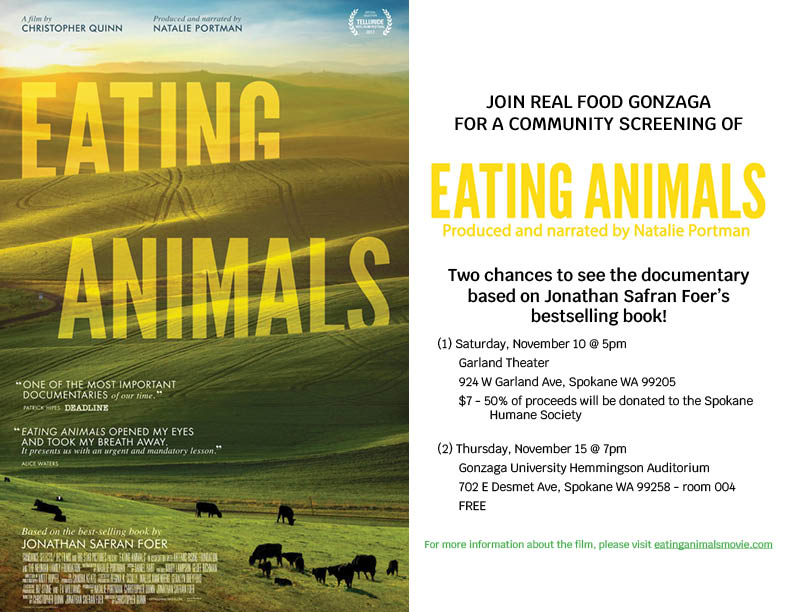 A film by
CHRISTOPHER QUINN
Produced and narrated by
NATALIE PORTMAN
TELLURIDE
2017
EATING
ANIMALS
“ONE OF THE MOST IMPORTANT
DOCUMENTARIES of our time.”
PATRICK HIPES, DEADLINE
“EATING ANIMALS OPENED MY EYES
AND TOOK MY BREATH AWAY.
It presents us with an urgent and mandatory lesson.”
ALICE WATERS
Based on the best-selling book by
JONATHAN SAFRAN FOER
JOIN REAL FOOD GONZAGA
FOR A COMMUNITY SCREENING OF
EATING ANIMALS
Produced and narrated by Natalie Portman
Two chances to see the documentary
based on Jonathan Safran Foer’s
bestselling book!
(1) Saturday, November 10 @ 5pm
Garland Theater
924 W Garland Ave, Spokane WA 99205
$7 - 50% of proceeds will be donated to the Spokane
Humane Society
(2) Thursday, November 15 @ 7pm
Gonzaga University Hemmingson Auditorium
702 E Desmet Ave, Spokane WA 99258 - room 004
FREE
For more information about the film, please visit eatinganimalsmovie.com